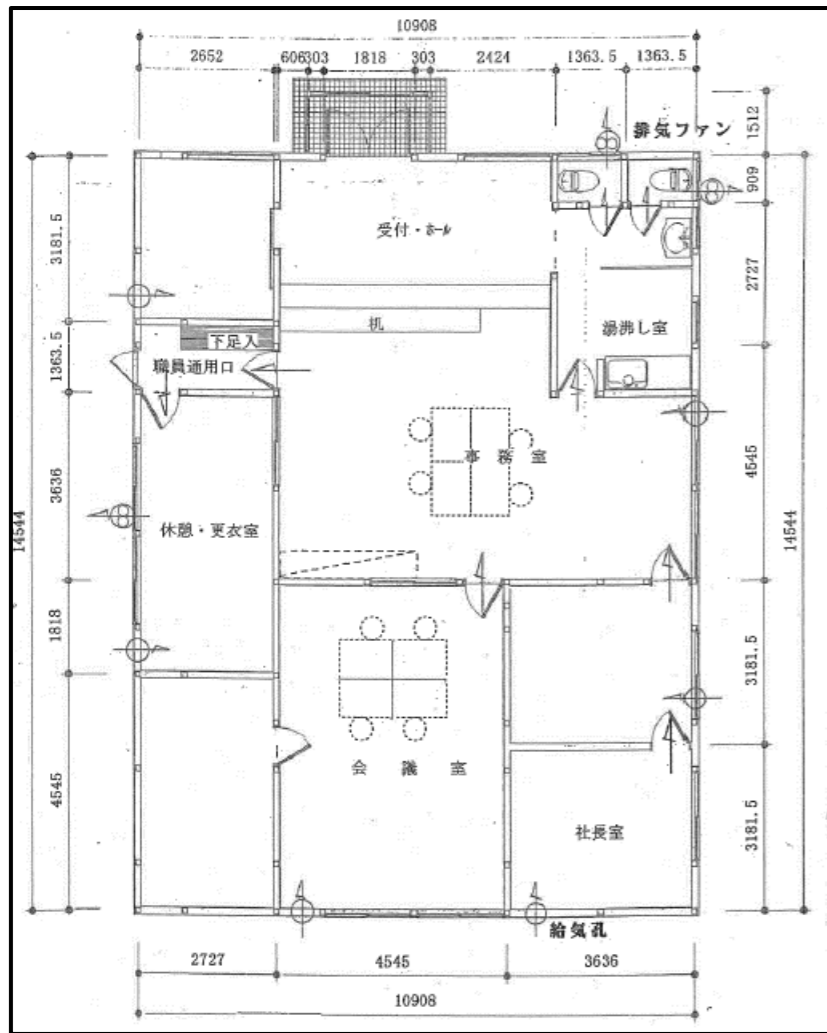 10908
2652
606
303
1818
303
2424
1363.5
1363.5
排気ファン
1512
909
3181.5
受付・ホール
2727
机
湯沸し室
下足入
1363.5
職員通用口
事務室
4545
3636
14544
14544
休憩・更衣室
1818
3181.5
会議室
4545
社長室
3181.5
給気孔
2727
4545
3636
10908